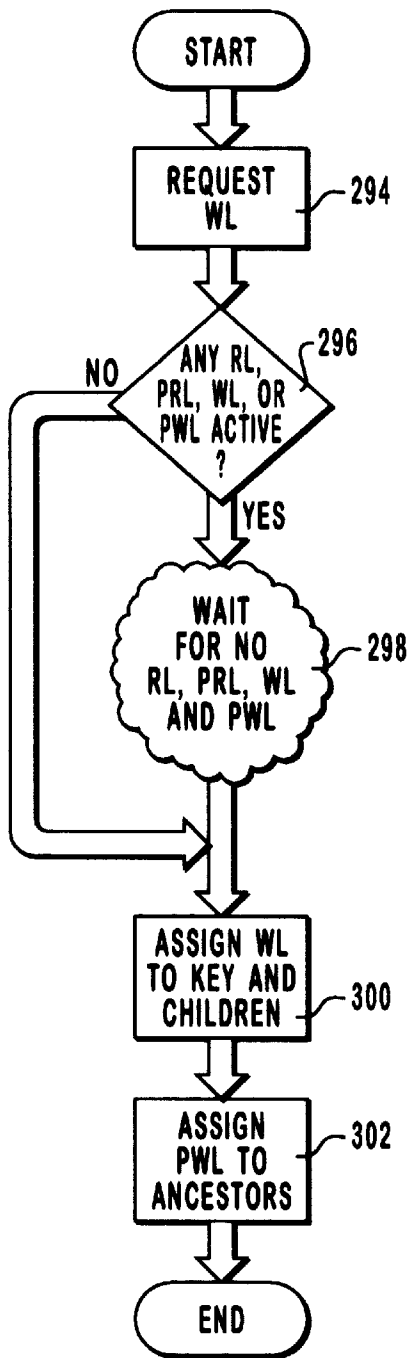 START
REQUEST
WL
294
ANY RL,
PRL, WL, OR
PWL ACTIVE
?
296
NO
YES
WAIT
FOR NO
RL, PRL, WL
AND PWL
298
ASSIGN WL
TO KEY AND
CHILDREN
300
ASSIGN
PWL TO
ANCESTORS
302
END